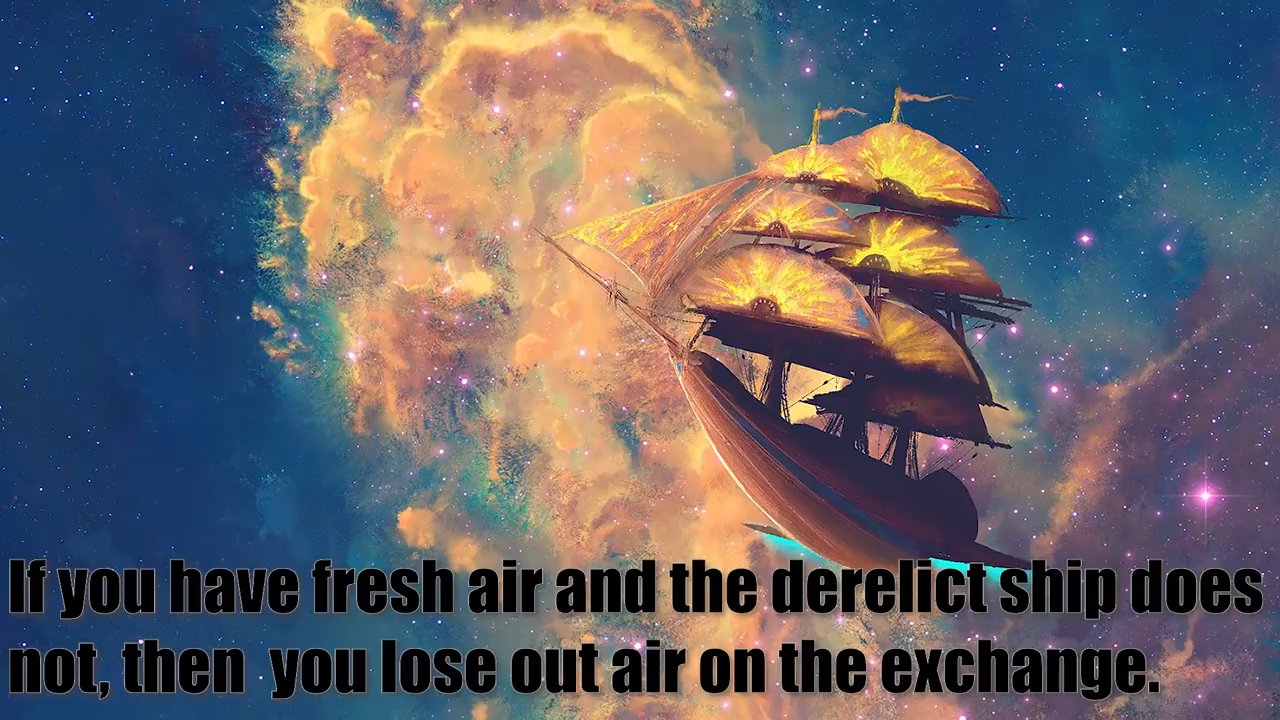 If you have fresh air and the derelict ship does
not, then  you lose out air on the exchange.